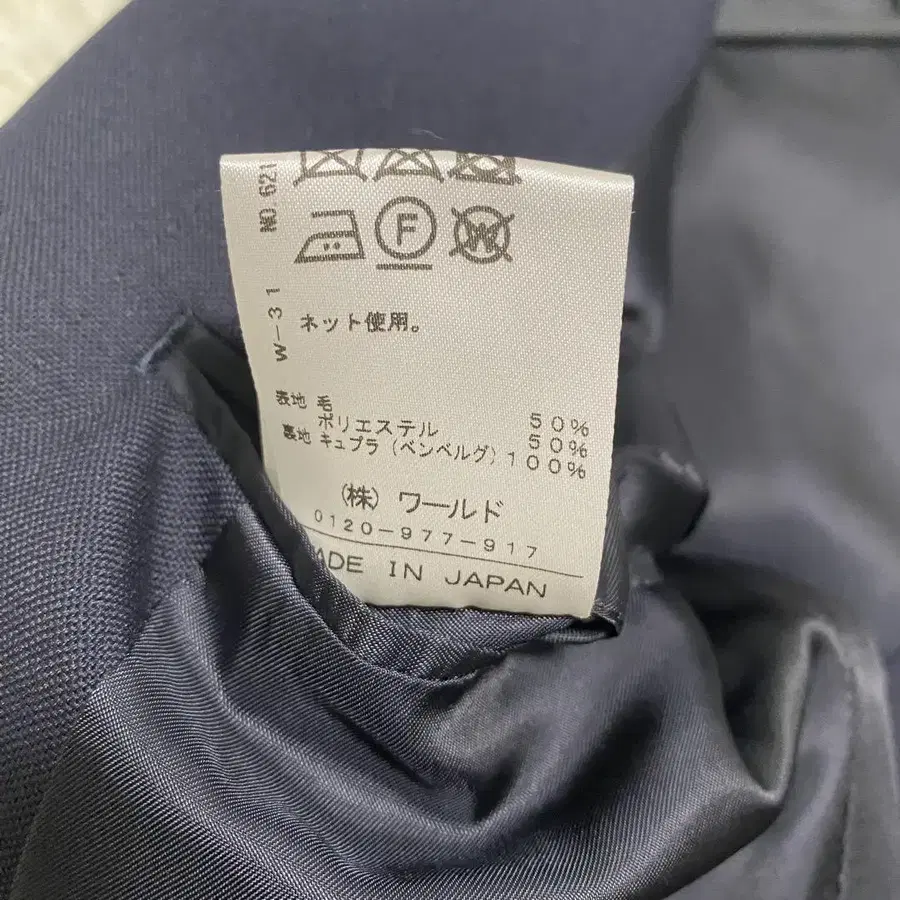 NO.621
W-31
F
W
ネット使用。
表地 毛 50%
ポリエステル 50%
裏地 キュプラ(ベンベルグ) 100%
(株) ワールド
0120-977-917
MADE IN JAPAN